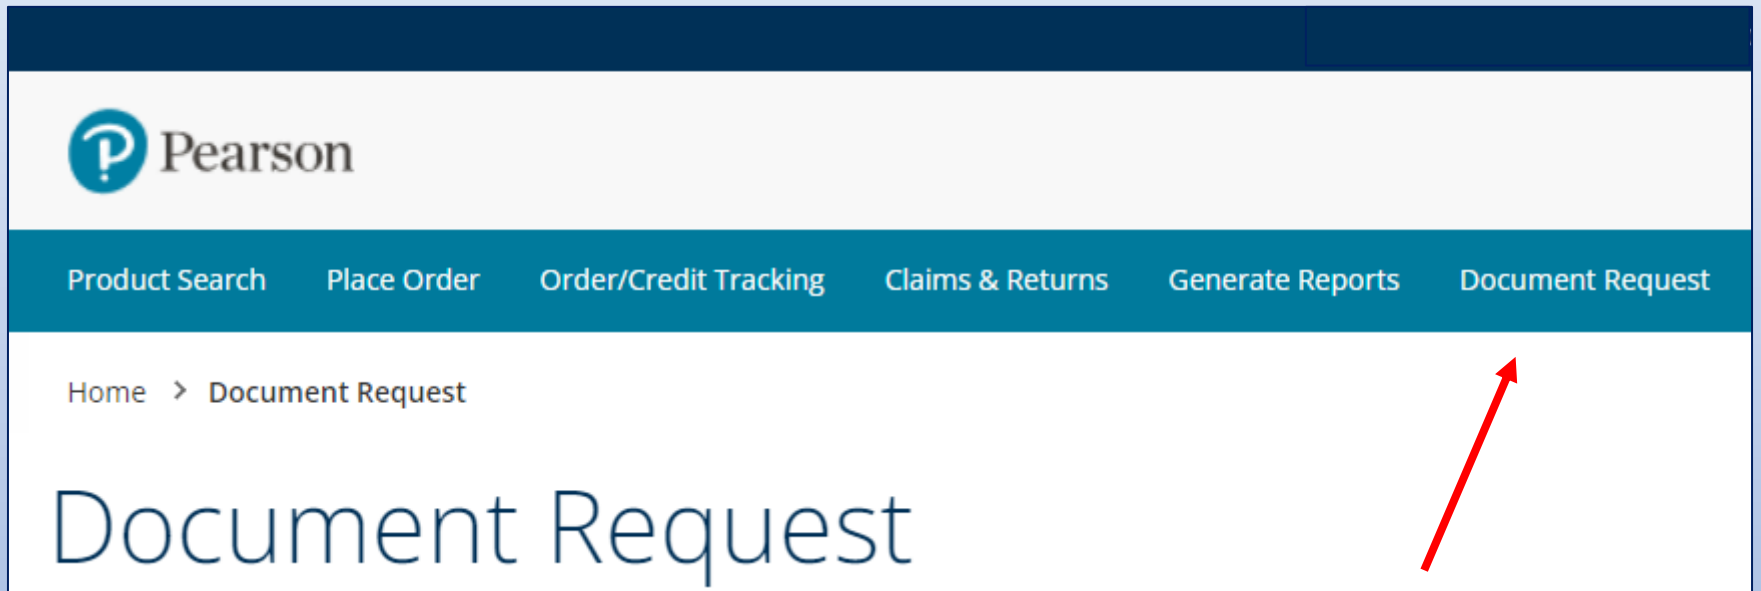 Pearson
Product Search Place Order Order/Credit Tracking Claims & Returns Generate Reports Document Request
Home > Document Request
Document Request